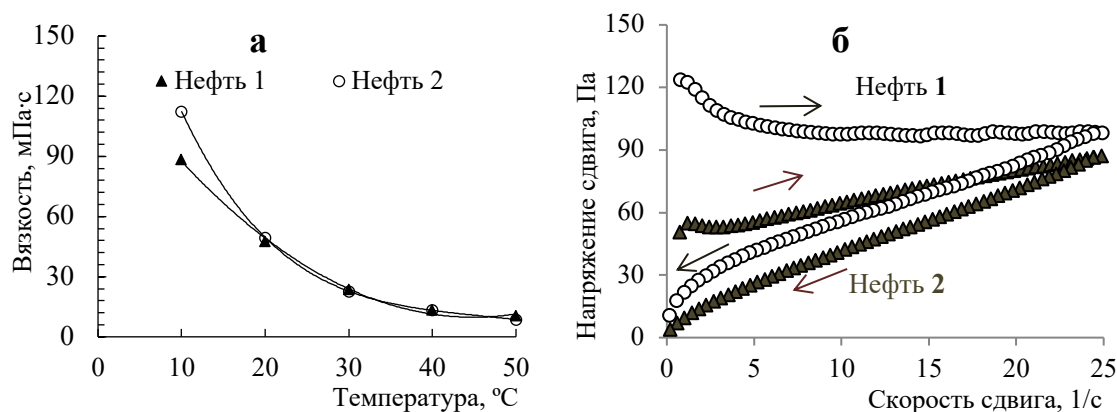 а
Вязкость, мПа·с
150
120
90
60
30
0
Нефть 1
Нефть 2
0 10 20 30 40 50
Температура, ºC
б
Напряжение сдвига, Па
150
120
90
60
30
0
Нефть 1
Нефть 2
0 5 10 15 20 25
Скорость сдвига, 1/с